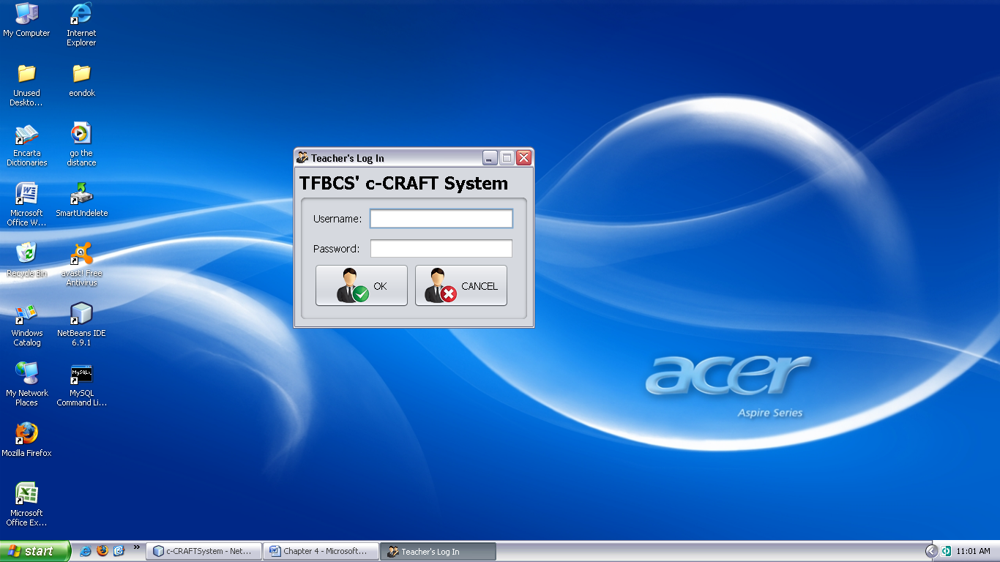 My Computer
Internet
Explorer
Unused
Deskto...
eondok
Encarta
Dictionaries
go the
distance
Microsoft
Office W...
SmartUndelete
Recycle Bin
avast! Free
Antivirus
Windows
Catalog
NetBeans IDE
6.9.1
My Network
Places
MySQL
Command Li...
Mozilla Firefox
Microsoft
Office Ex...
Teacher's Log In
TFBCS' c-CRAFT System
Username:
Password:
OK
CANCEL
acer
Aspire Series
start
c-CRAFTSystem - Net...
Chapter 4 - Microsoft...
Teacher's Log In
11:01 AM